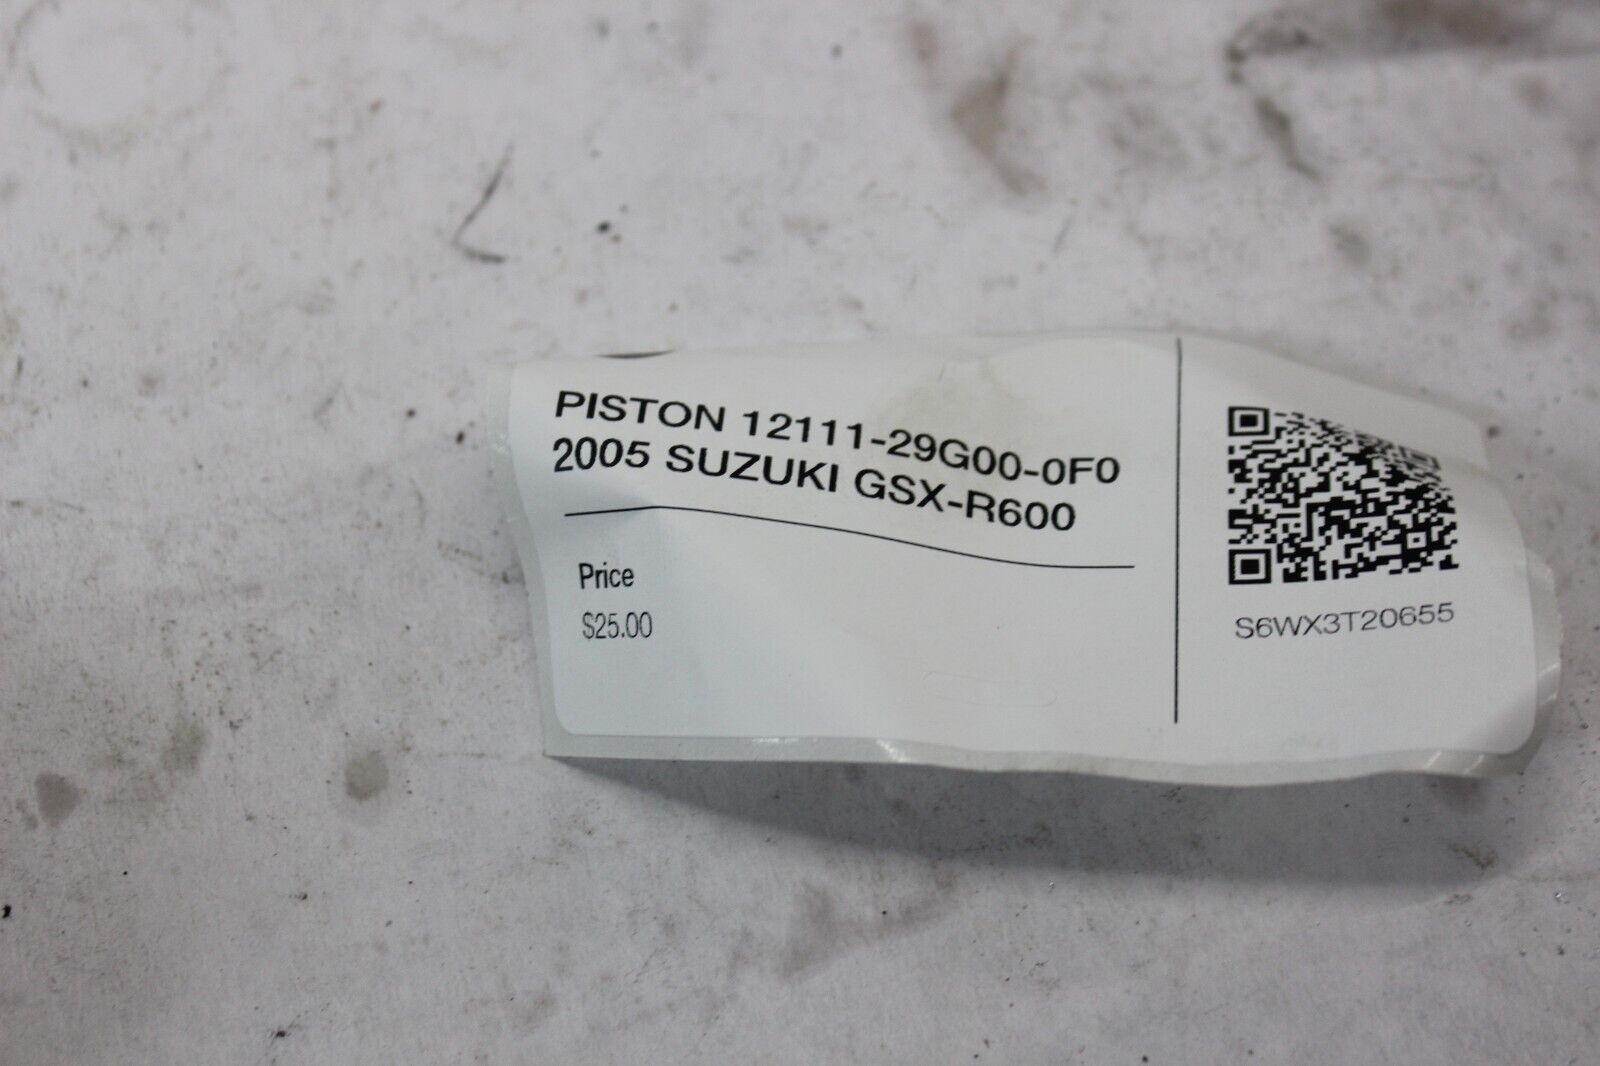 PISTON 12111-29G00-0F0
2005 SUZUKI GSX-R600
Price
$25.00
S6WX3T20655